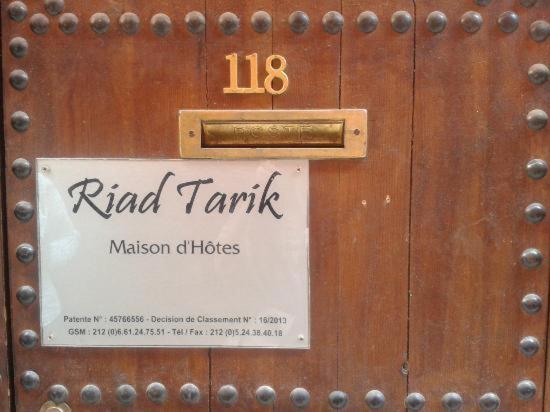 118
POSTE
Riad Tarik
Maison d'Hôtes
Patente N° : 45766556 - Decision de Classement N° : 16/2013
GSM : 212 (0)6.61.24.75.51 - Tél / Fax : 212 (0)5.24.38.40.18